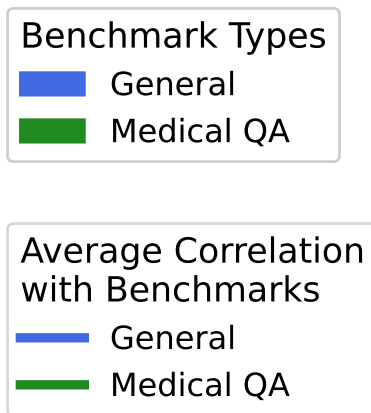 Benchmark Types
General
Medical QA
Average Correlation
with Benchmarks
General
Medical QA